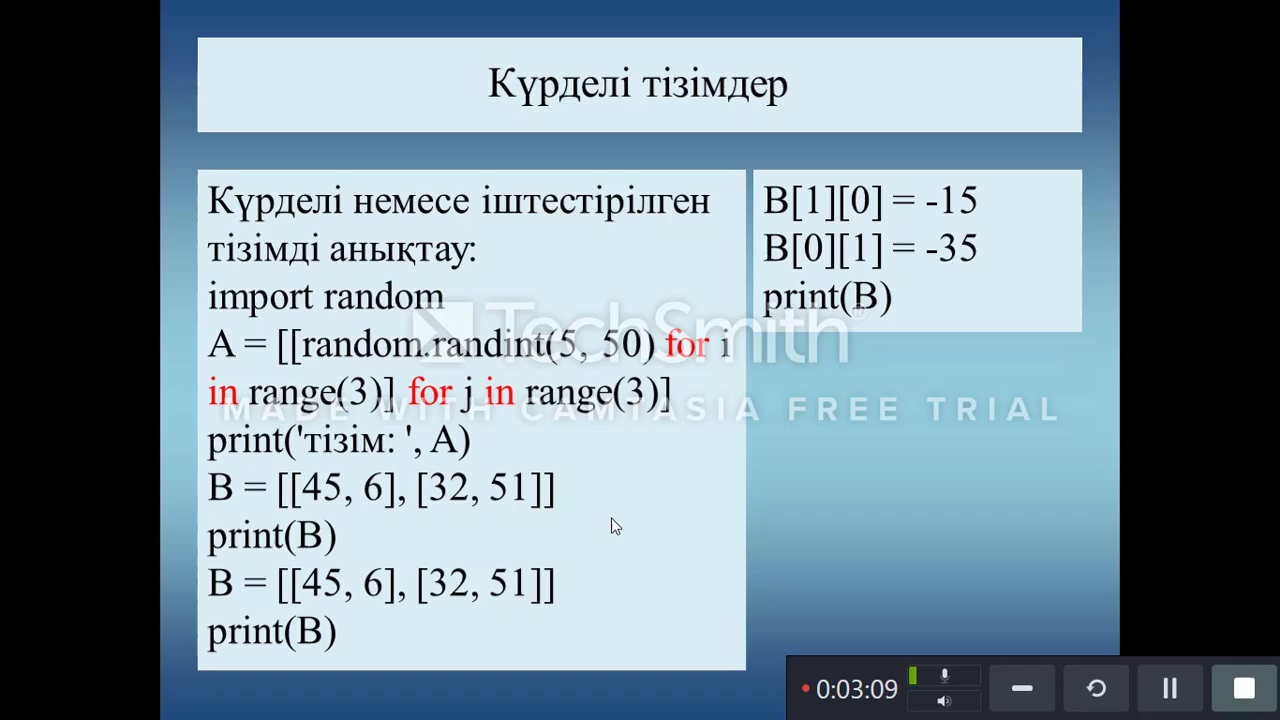 Күрделі тізімдер
Күрделі немесе іштестірілген
тізімді анықтау:
import random
A = [[random.randint(5, 50) for i
in range(3)] for j in range(3)]
print('тізім: ', A)
B = [[45, 6], [32, 51]]
print(B)
B = [[45, 6], [32, 51]]
print(B)
B[1][0] = -15
B[0][1] = -35
print(B)
TechSmith®
MADE WITH CAMTASIA FREE TRIAL
0:03:09